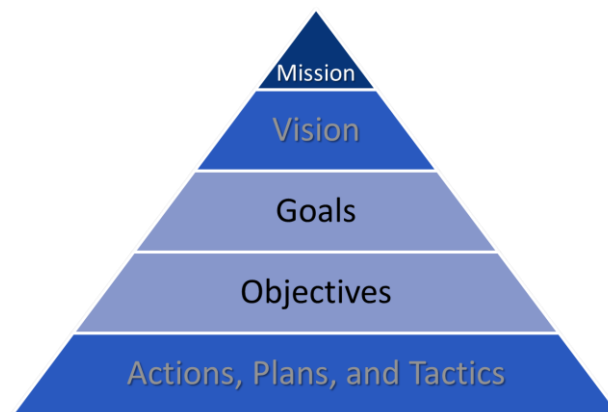 Mission
Vision
Goals
Objectives
Actions, Plans, and Tactics